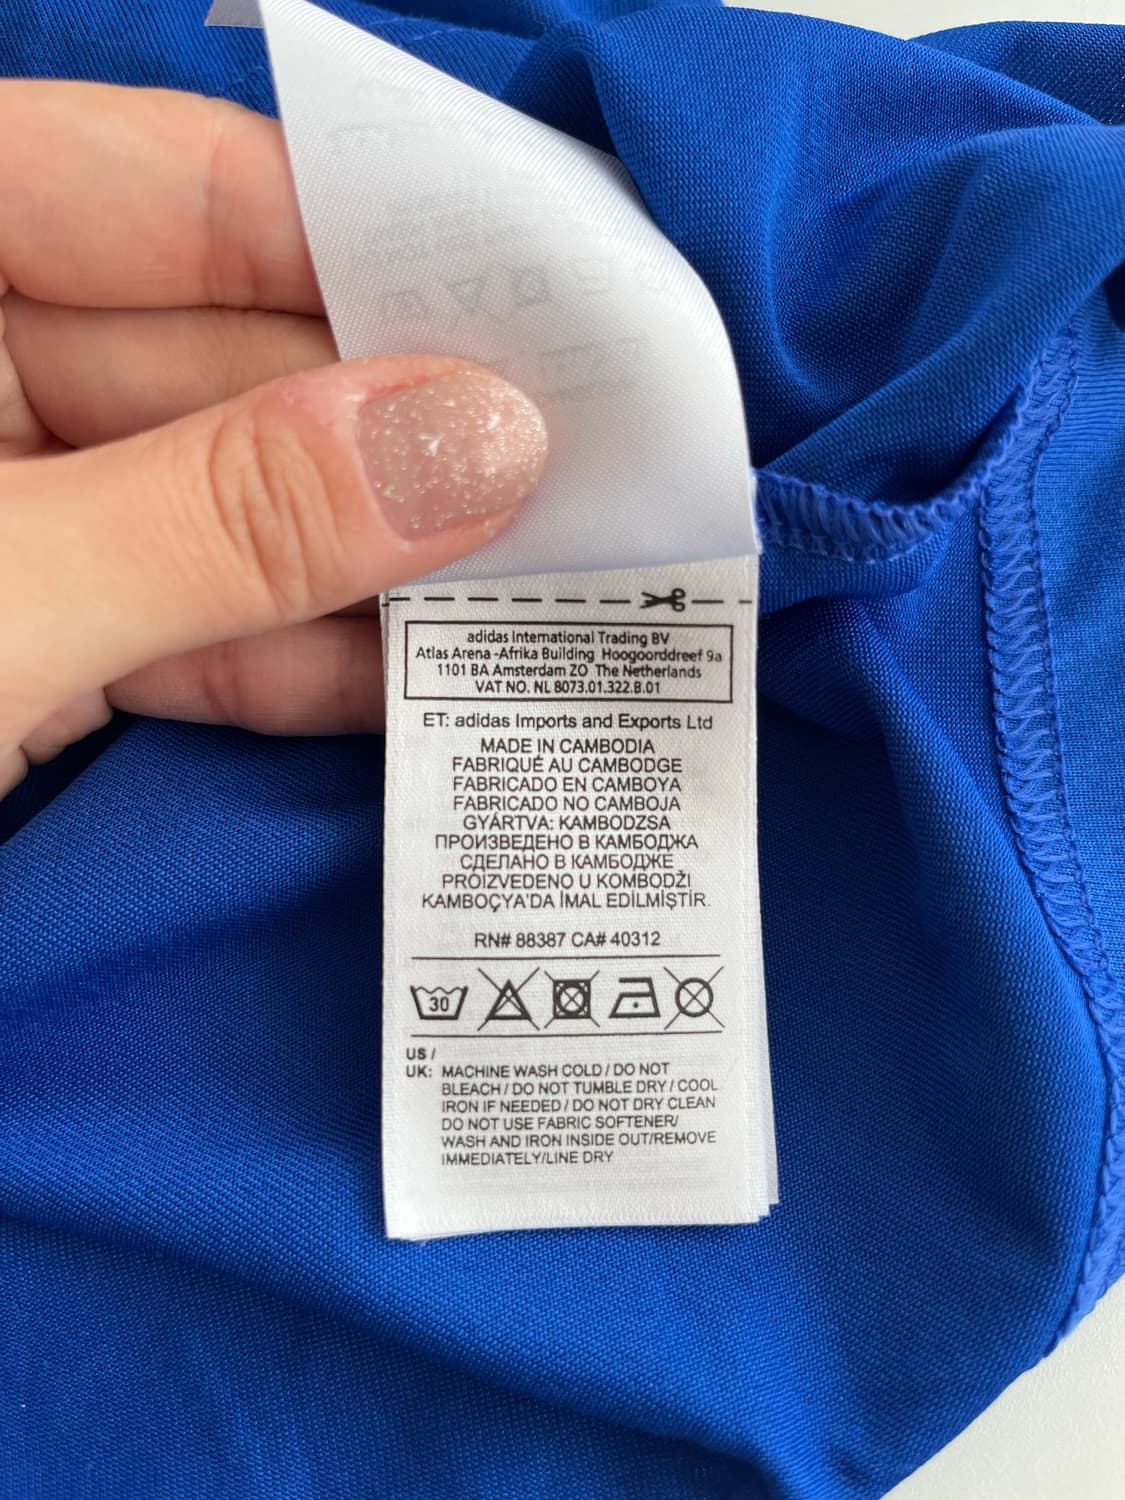 adidas International Trading BV
Atlas Arena -Afrika Building Hoogoorddreef 9a
1101 BA Amsterdam ZO The Netherlands
VAT NO. NL 8073.01.322.B.01
ET: adidas Imports and Exports Ltd
MADE IN CAMBODIA
FABRIQUÉ AU CAMBODGE
FABRICADO EN CAMBOYA
FABRICADO NO CAMBOJA
GYÁRTVA: KAMBODZSA
ПРОИЗВЕДЕНО В КАМБОДЖА
СДЕЛАНО В КАМБОДЖЕ
PROIZVEDENO U KOMBODŽI
KAMBOÇYA'DA İMAL EDİLMİŞTİR.
RN# 88387 CA# 40312
30
US /
UK: MACHINE WASH COLD / DO NOT
BLEACH / DO NOT TUMBLE DRY / COOL
IRON IF NEEDED / DO NOT DRY CLEAN
DO NOT USE FABRIC SOFTENER/
WASH AND IRON INSIDE OUT/REMOVE
IMMEDIATELY/LINE DRY